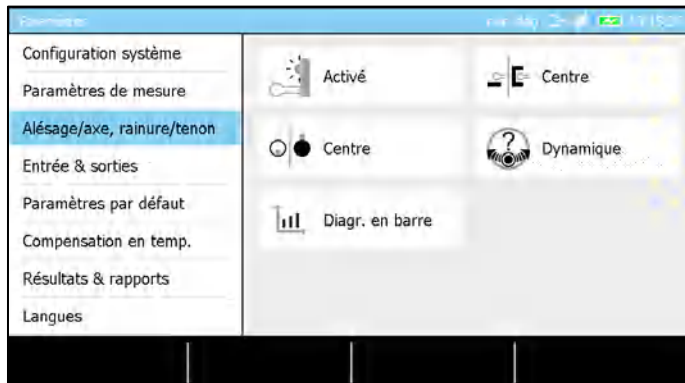 Configuration système
Paramètres de mesure
Alésage/axe, rainure/tenon
Entrée & sorties
Paramètres par défaut
Compensation en temp.
Résultats & rapports
Langues
Activé
Centre
Centre
Dynamique
Diagr. en barre